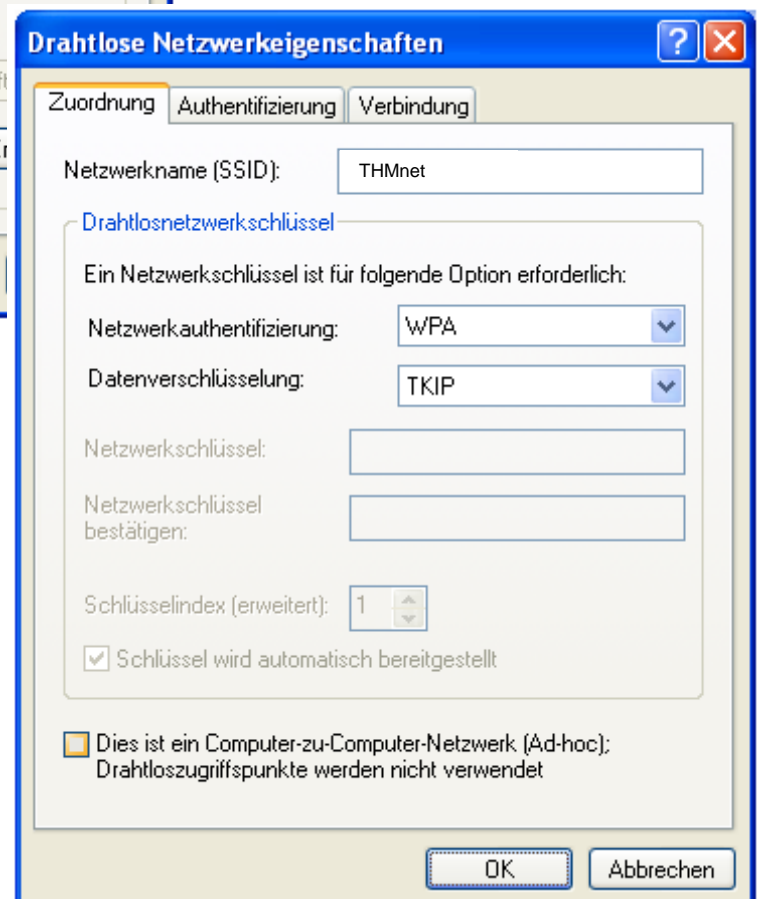 Drahtlose Netzwerkeigenschaften
Zuordnung Authentifizierung Verbindung
Netzwerkname (SSID): THMnet
Drahtlosnetzwerkschlüssel
Ein Netzwerkschlüssel ist für folgende Option erforderlich:
Netzwerkauthentifizierung: WPA
Datenverschlüsselung: TKIP
Netzwerkschlüssel:
Netzwerkschlüssel
bestätigen:
Schlüsselindex (erweitert): 1
Schlüssel wird automatisch bereitgestellt
Dies ist ein Computer-zu-Computer-Netzwerk (Ad-hoc);
Drahtloszugriffspunkte werden nicht verwendet
OK Abbrechen